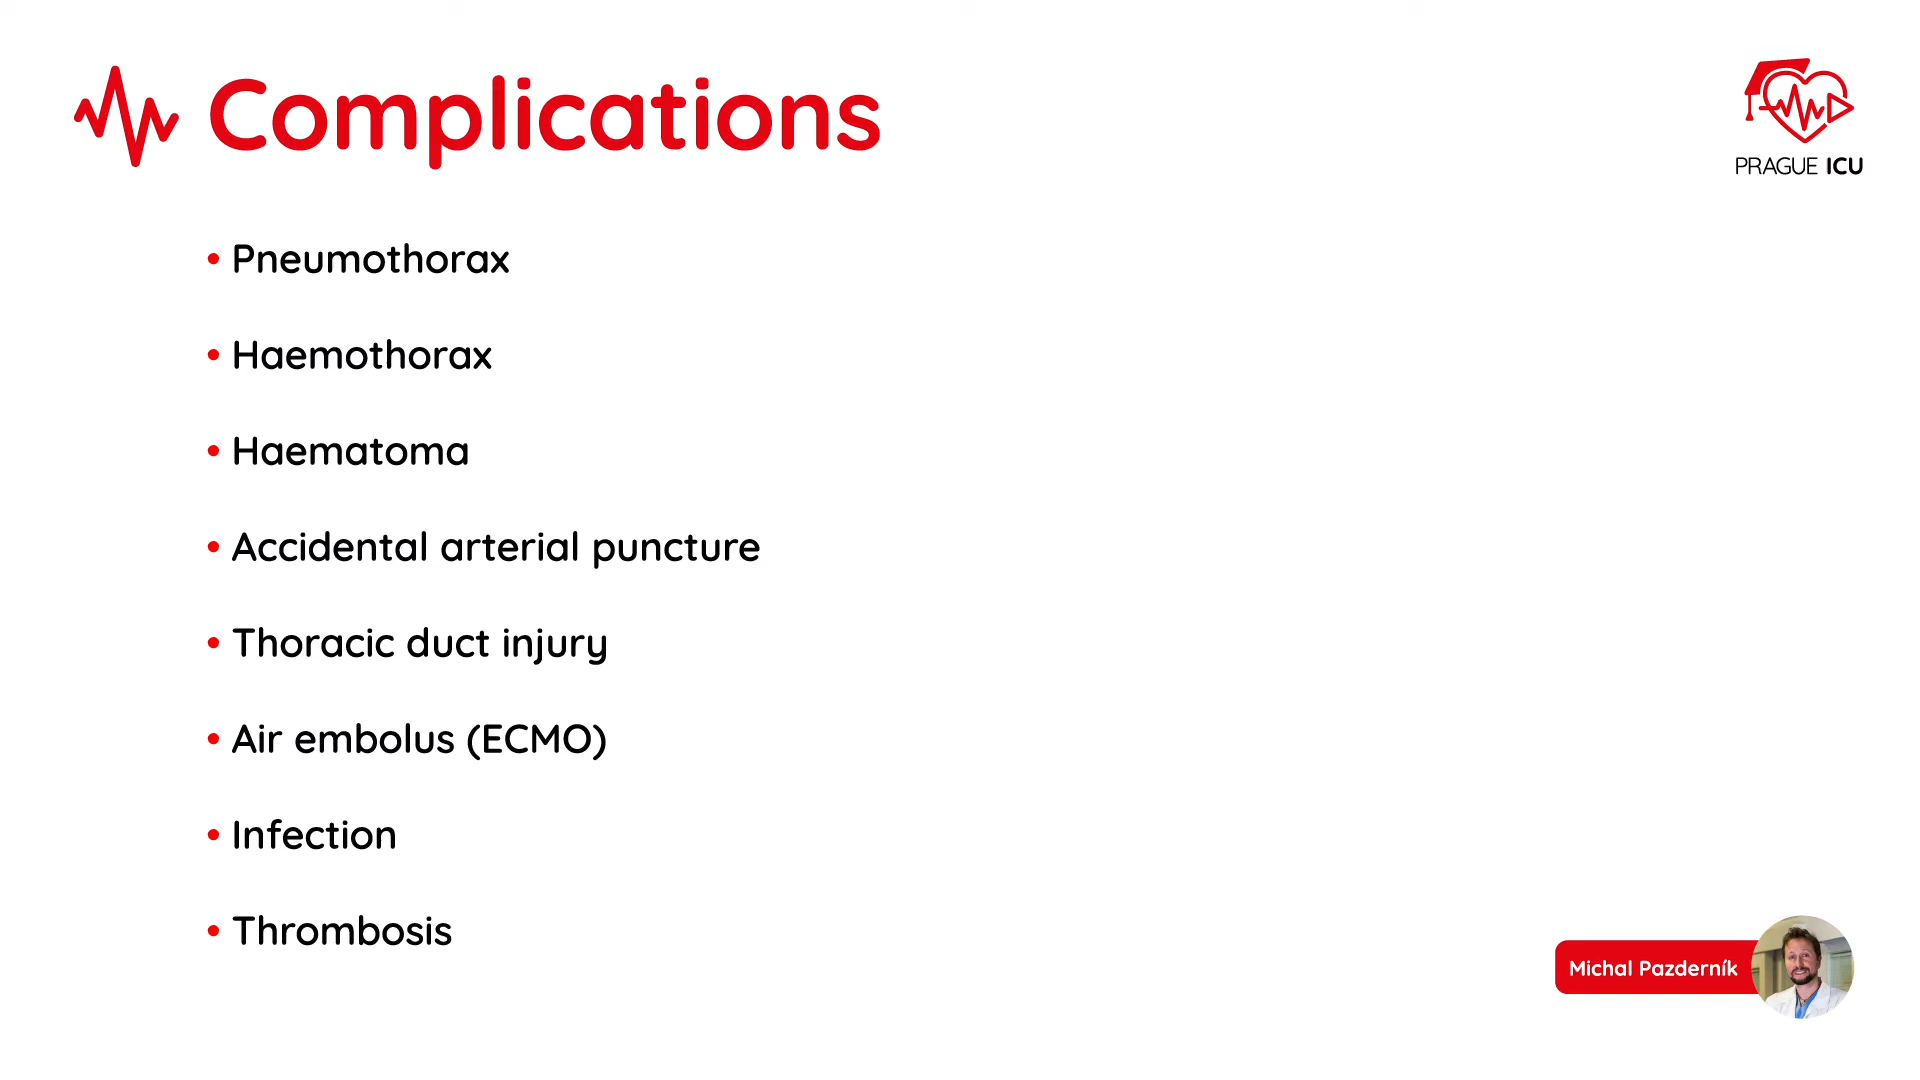 Complications
PRAGUE ICU
• Pneumothorax
• Haemothorax
• Haematoma
• Accidental arterial puncture
• Thoracic duct injury
• Air embolus (ECMO)
• Infection
• Thrombosis
Michal Pazderník